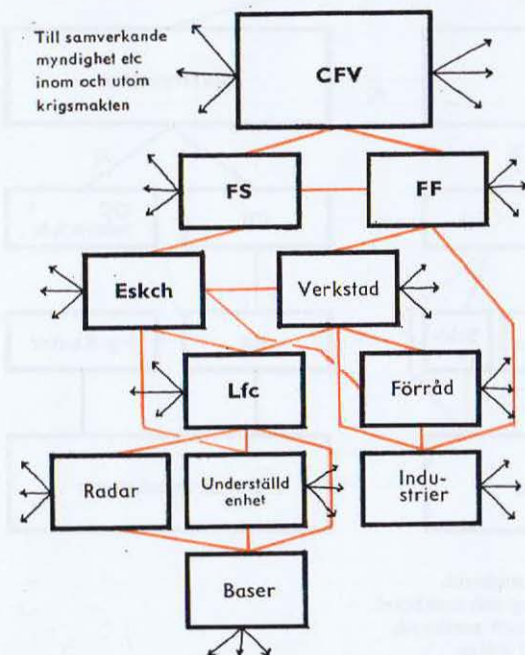 Till samverkande
myndighet etc
inom och utom
krigsmakten
CFV
FS
FF
Eskch
Verkstad
Lfc
Förråd
Radar
Underställd
enhet
Indu-
strier
Baser